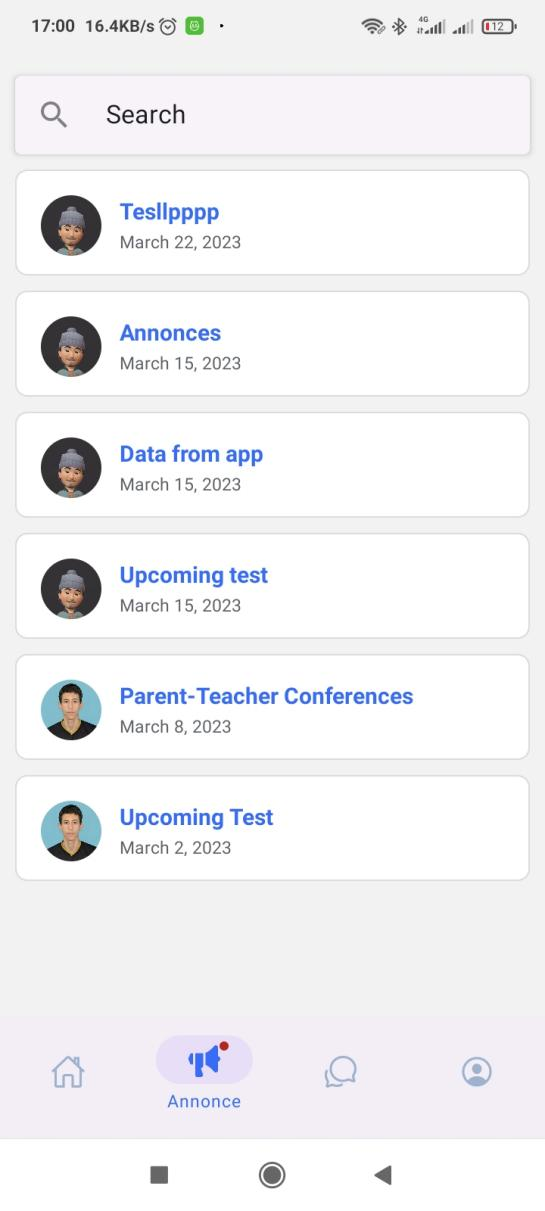 17:00 16.4KB/s 4G 12
Search
Tesllpppp
March 22, 2023
Annonces
March 15, 2023
Data from app
March 15, 2023
Upcoming test
March 15, 2023
Parent-Teacher Conferences
March 8, 2023
Upcoming Test
March 2, 2023
Annonce